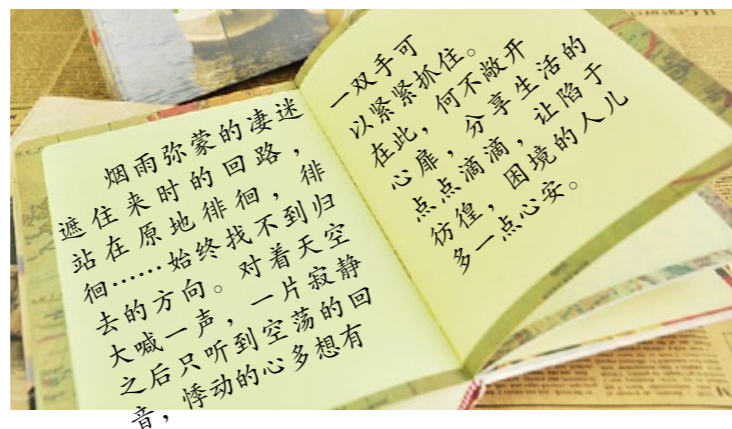 烟雨弥蒙的凄迷
遮住来时的回路，
站在原地徘徊，徘
徊……始终找不到归
去的方向。对着天空
大喊一声，一片寂静
之后只听到空荡的回
音，悸动的心多想有
一双手可
以紧紧抓住。
在此，何不敞开
心扉，分享生活的
点点滴滴，让陷于
彷徨，困境的人儿
多一点心安。